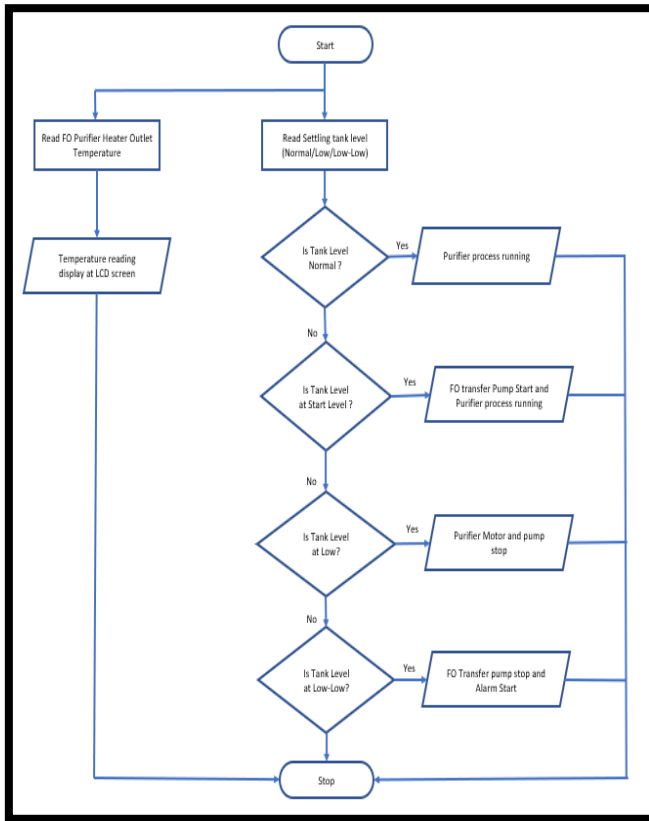 Start
Read FO Purifier Heater Outlet
Temperature
Read Settling tank level
(Normal/Low/Low-Low)
Temperature reading
display at LCD screen
Is Tank Level
Normal ?
Yes
Purifier process running
No
Is Tank Level
at Start Level ?
Yes
FO transfer Pump Start and
Purifier process running
No
Is Tank Level
at Low?
Yes
Purifier Motor and pump
stop
No
Is Tank Level
at Low-Low?
Yes
FO Transfer pump stop and
Alarm Start
Stop